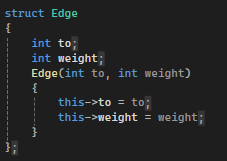 struct Edge
{
    int to;
    int weight;
    Edge(int to, int weight)
    {
        this->to = to;
        this->weight = weight;
    }
};